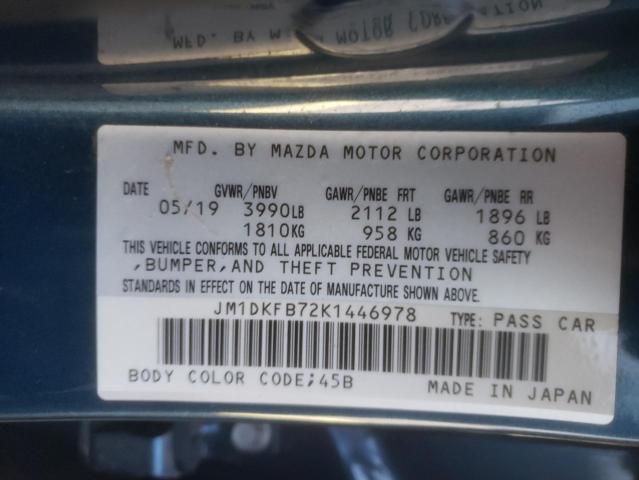 MFD. BY MAZDA MOTOR CORPORATION
DATE GVWR/PNBV GAWR/PNBE FRT GAWR/PNBE RR
05/19 3990LB 2112 LB 1896 LB
1810KG 958 KG 860 KG
THIS VEHICLE CONFORMS TO ALL APPLICABLE FEDERAL MOTOR VEHICLE SAFETY
,BUMPER,AND THEFT PREVENTION
STANDARDS IN EFFECT ON THE DATE OF MANUFACTURE SHOWN ABOVE.
JM1DKFB72K1446978 TYPE: PASS CAR
BODY COLOR CODE;45B MADE IN JAPAN